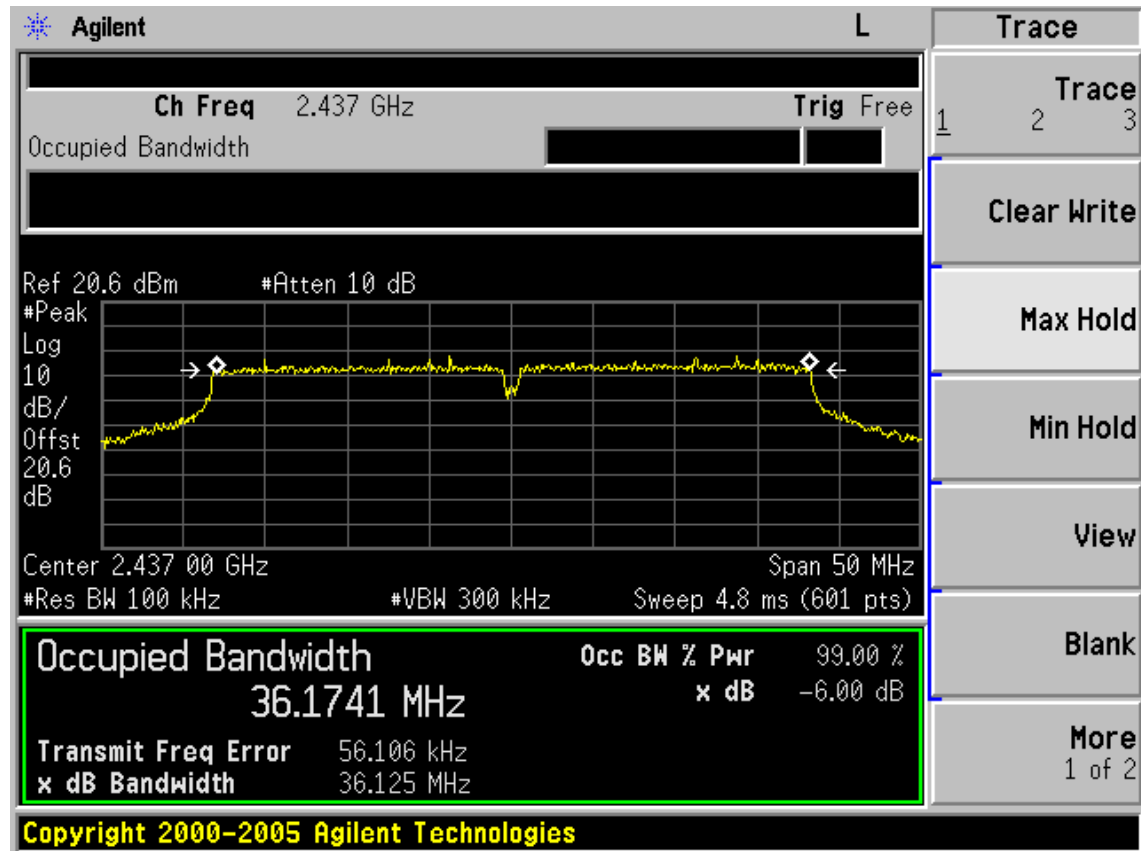 Agilent L Trace
Ch Freq 2.437 GHz Trig Free
Occupied Bandwidth
Trace
1 2 3
Clear Write
Max Hold
Min Hold
View
Blank
More
1 of 2
Ref 20.6 dBm #Atten 10 dB
#Peak
Log
10
dB/
Offst
20.6
dB
Center 2.437 00 GHz Span 50 MHz
#Res BW 100 kHz #VBW 300 kHz Sweep 4.8 ms (601 pts)
Occupied Bandwidth Occ BW % Pwr 99.00 %
36.1741 MHz x dB -6.00 dB
Transmit Freq Error 56.106 kHz
x dB Bandwidth 36.125 MHz
Copyright 2000-2005 Agilent Technologies